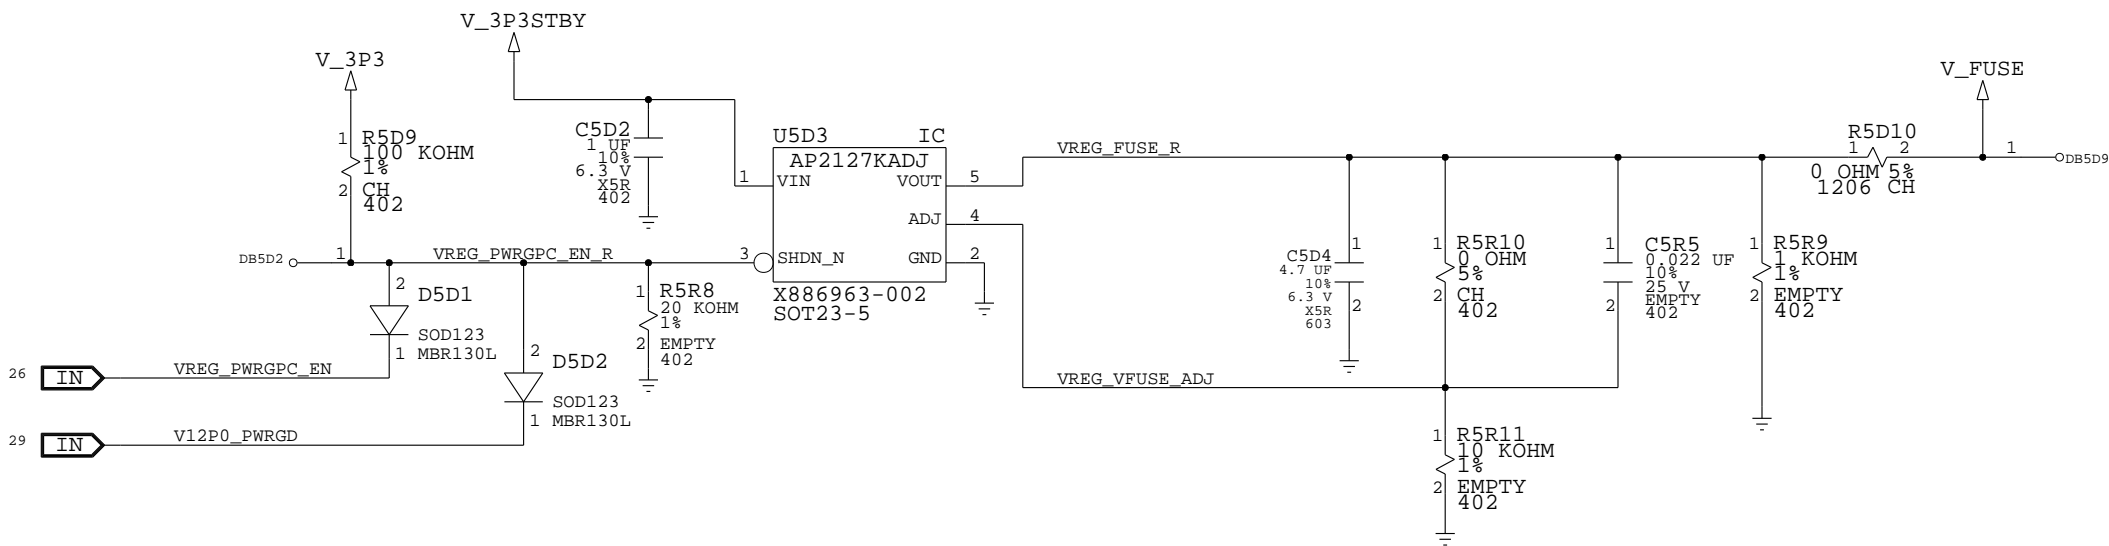 V_3P3STBY
V_3P3
V_FUSE
1
R5D9
100 KOHM
1%
2
CH
402
C5D2
1 UF
10%
6.3 V
X5R
402
U5D3 IC
AP2127KADJ
1 VIN
VOUT 5
ADJ 4
3 SHDN_N
GND 2
X886963-002
SOT23-5
VREG_FUSE_R
R5D10
1 2
0 OHM 5%
1206 CH
1
DB5D9
DB5D2
1
VREG_PWRGPC_EN_R
2
D5D1
SOD123
1 MBR130L
2
D5D2
SOD123
1 MBR130L
1
R5R8
20 KOHM
1%
2
EMPTY
402
1
C5D4
4.7 UF
10%
6.3 V
2
X5R
603
1
R5R10
0 OHM
5%
2
CH
402
1
C5R5
0.022 UF
10%
25 V
2
EMPTY
402
1
R5R9
1 KOHM
1%
2
EMPTY
402
26 IN VREG_PWRGPC_EN
VREG_VFUSE_ADJ
29 IN V12P0_PWRGD
1
R5R11
10 KOHM
1%
2
EMPTY
402